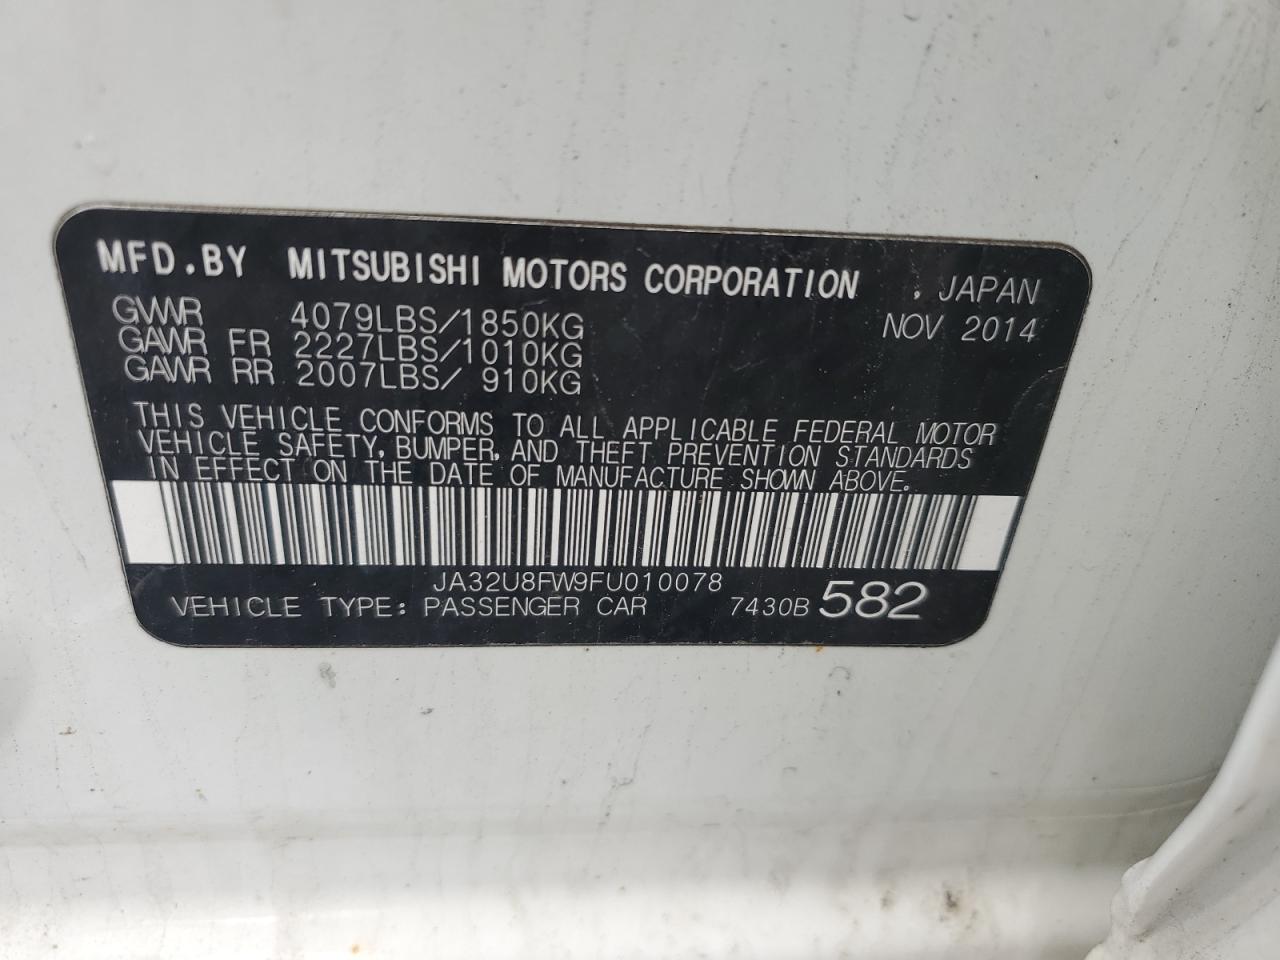 MFD.BY MITSUBISHI MOTORS CORPORATION , JAPAN
GVWR 4079LBS/1850KG NOV 2014
GAWR FR 2227LBS/1010KG
GAWR RR 2007LBS/ 910KG
THIS VEHICLE CONFORMS TO ALL APPLICABLE FEDERAL MOTOR
VEHICLE SAFETY, BUMPER, AND THEFT PREVENTION STANDARDS
IN EFFECT ON THE DATE OF MANUFACTURE SHOWN ABOVE.
JA32U8FW9FU010078
VEHICLE TYPE: PASSENGER CAR 7430B 582